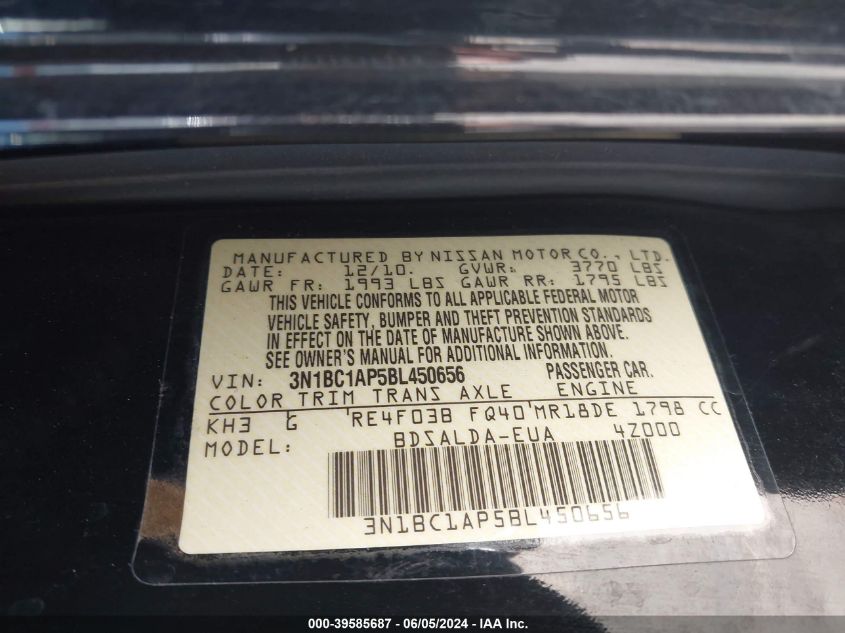 MANUFACTURED BY NISSAN MOTOR CO., LTD.
DATE: 12/10. GVWR: 3770 LBS
GAWR FR: 1993 LBS GAWR RR: 1795 LBS
THIS VEHICLE CONFORMS TO ALL APPLICABLE FEDERAL MOTOR
VEHICLE SAFETY, BUMPER AND THEFT PREVENTION STANDARDS
IN EFFECT ON THE DATE OF MANUFACTURE SHOWN ABOVE.
SEE OWNER'S MANUAL FOR ADDITIONAL INFORMATION.
VIN: 3N1BC1AP5BL450656 PASSENGER CAR.
COLOR TRIM TRANS AXLE ENGINE
KH3 G RE4F03B FQ40 MR18DE 1798 CC
MODEL: BDSALDA-EUA 4Z000
3N1BC1AP5BL450656
000-39585687 - 06/05/2024 - IAA Inc.